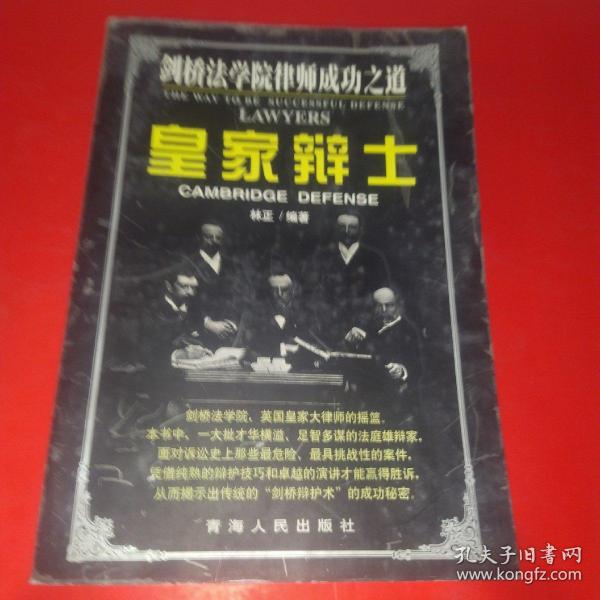 剑桥法学院律师成功之道
THE WAY TO BE SUCCESSFUL DEFENSE
LAWYERS
皇家辩士
CAMBRIDGE DEFENSE
林正/编著
剑桥法学院、英国皇家大律师的摇篮。
本书中、一大批才华横溢、足智多谋的法庭雄辩家，
面对诉讼史上那些最危险、最具挑战性的案件，
凭借纯熟的辩护技巧和卓越的演讲才能赢得胜诉，
从而揭示出传统的“剑桥辩护术”的成功秘密。
青海人民出版社
孔夫子旧书网
www.kongfz.com